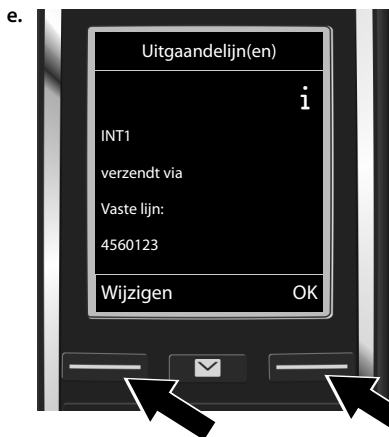 e.
Uitgaandelijn(en)
i
INT1
verzendt via
Vaste lijn:
4560123
Wijzigen OK